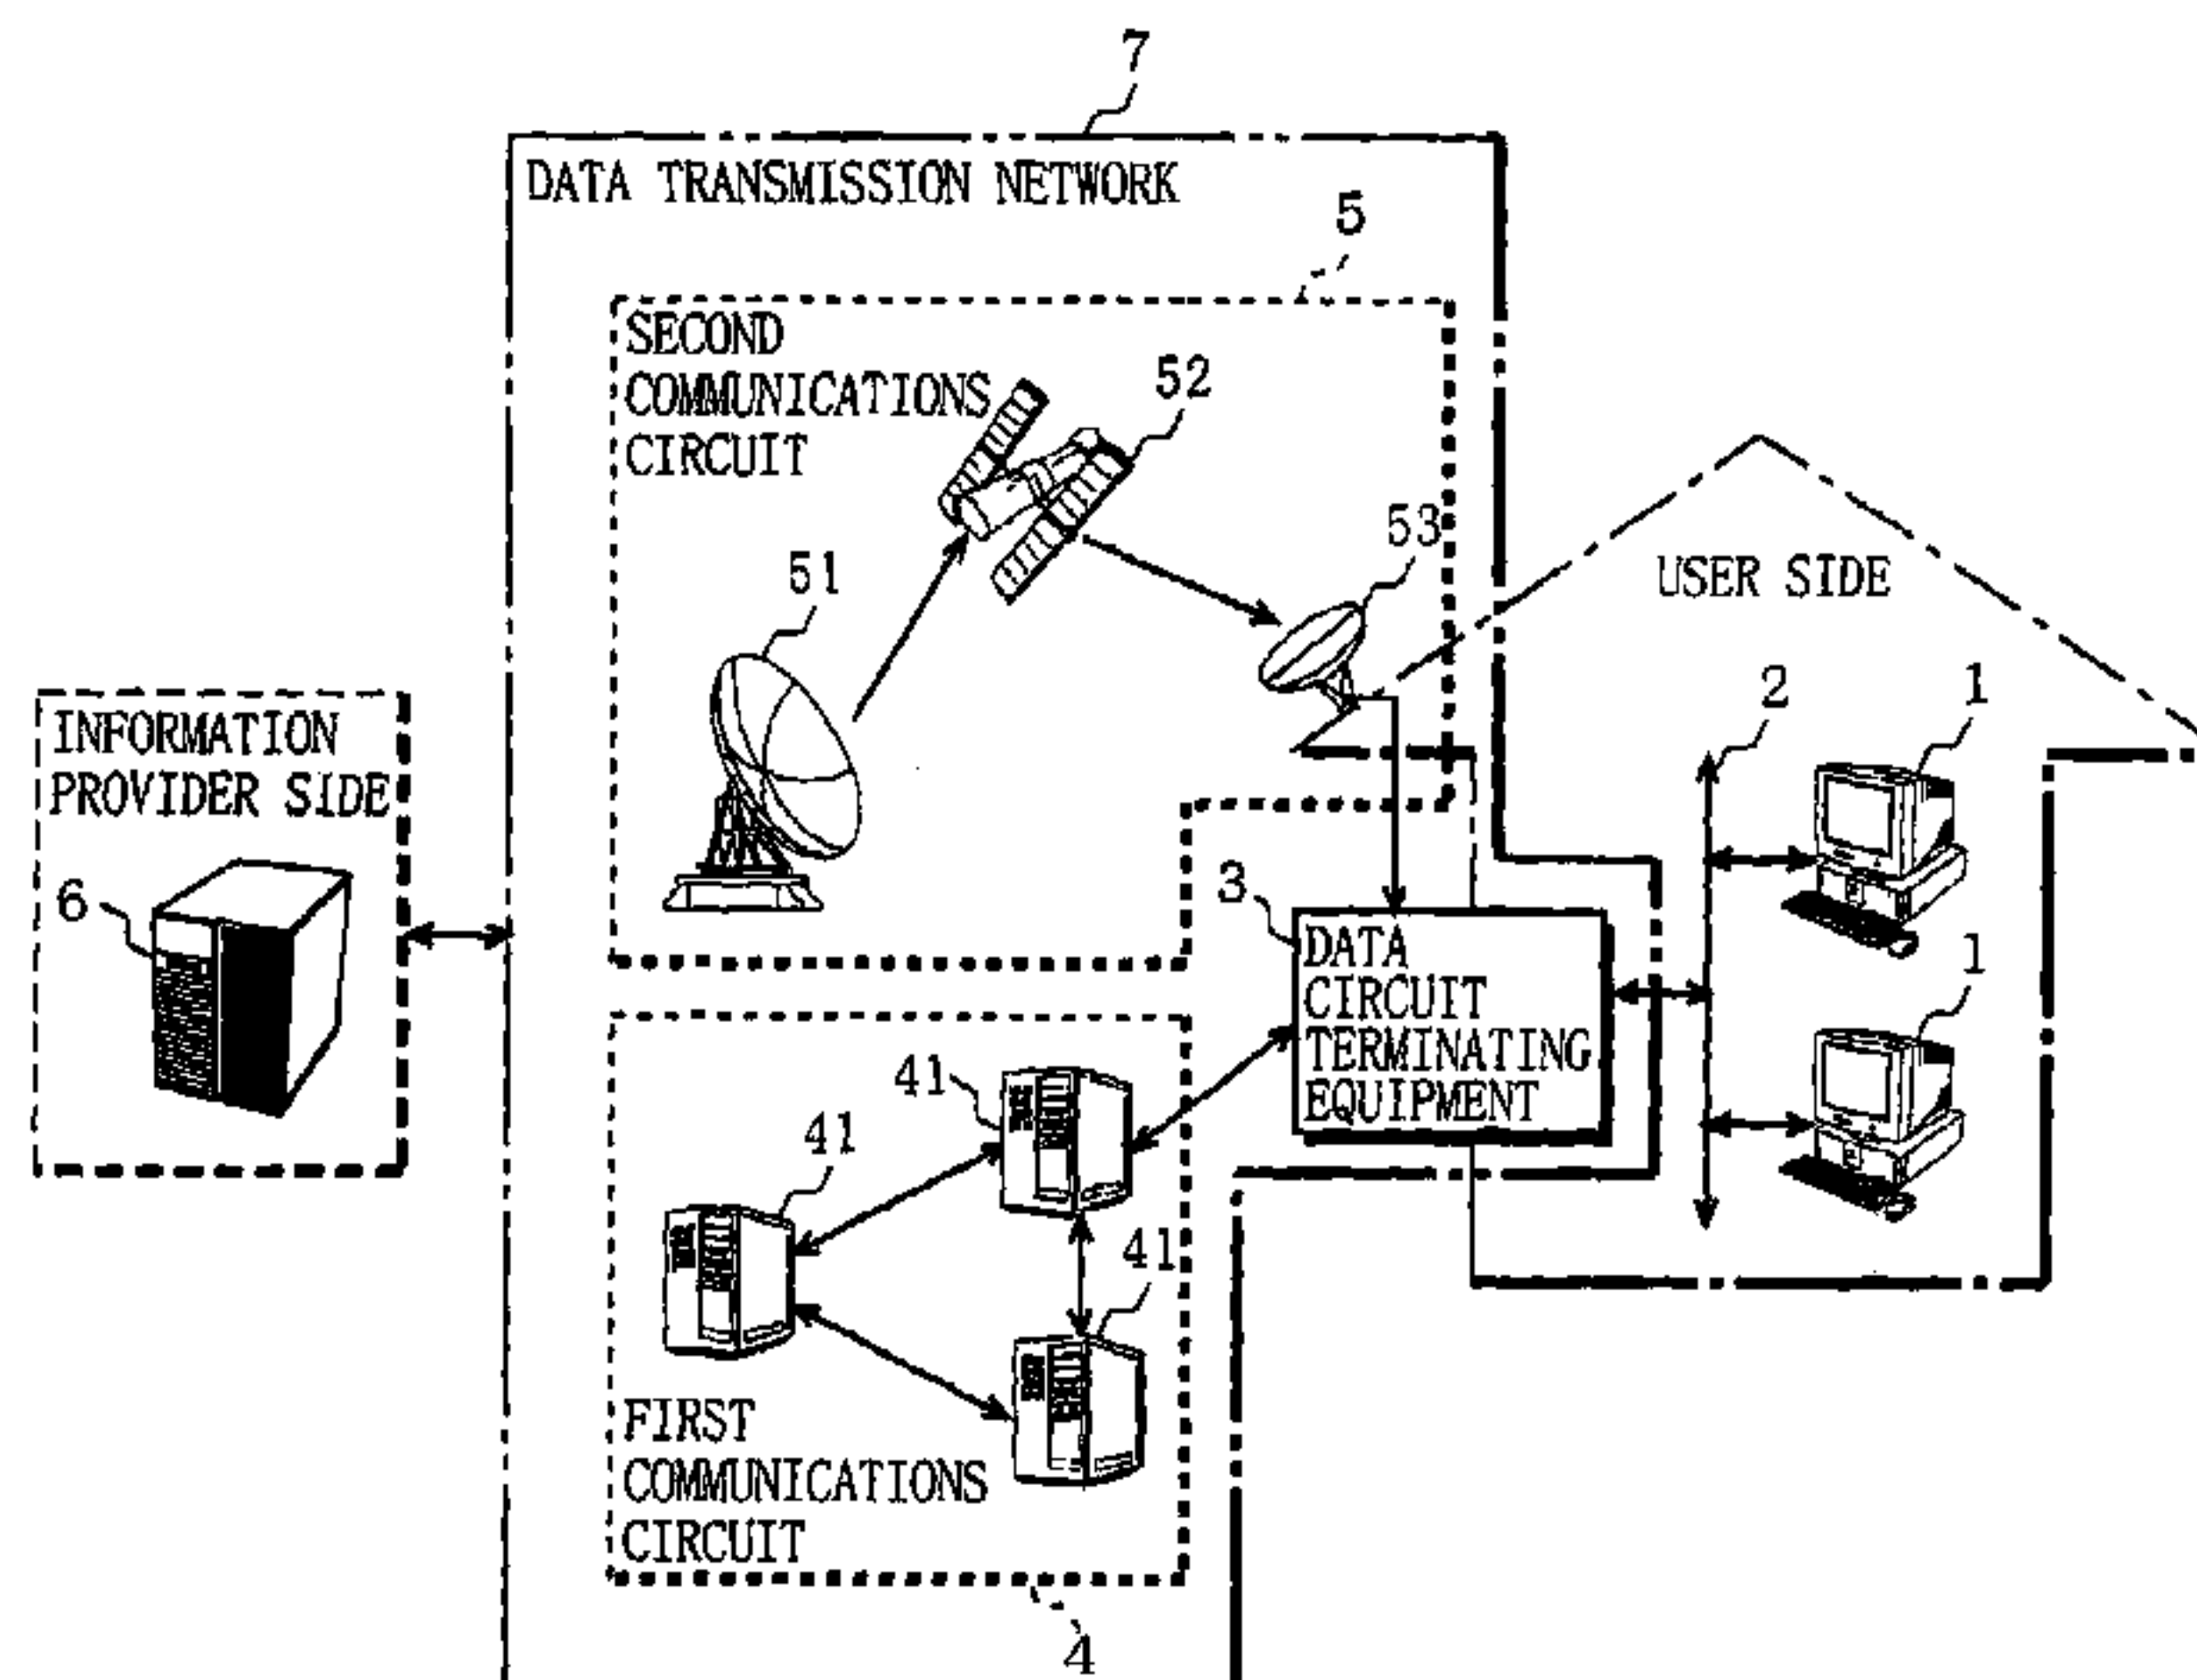 7
DATA TRANSMISSION NETWORK
5
SECOND
COMMUNICATIONS
CIRCUIT
52
53
51
USER SIDE
INFORMATION
PROVIDER SIDE
6
2
1
3
DATA
CIRCUIT
TERMINATING
EQUIPMENT
1
41
41
41
FIRST
COMMUNICATIONS
CIRCUIT
4